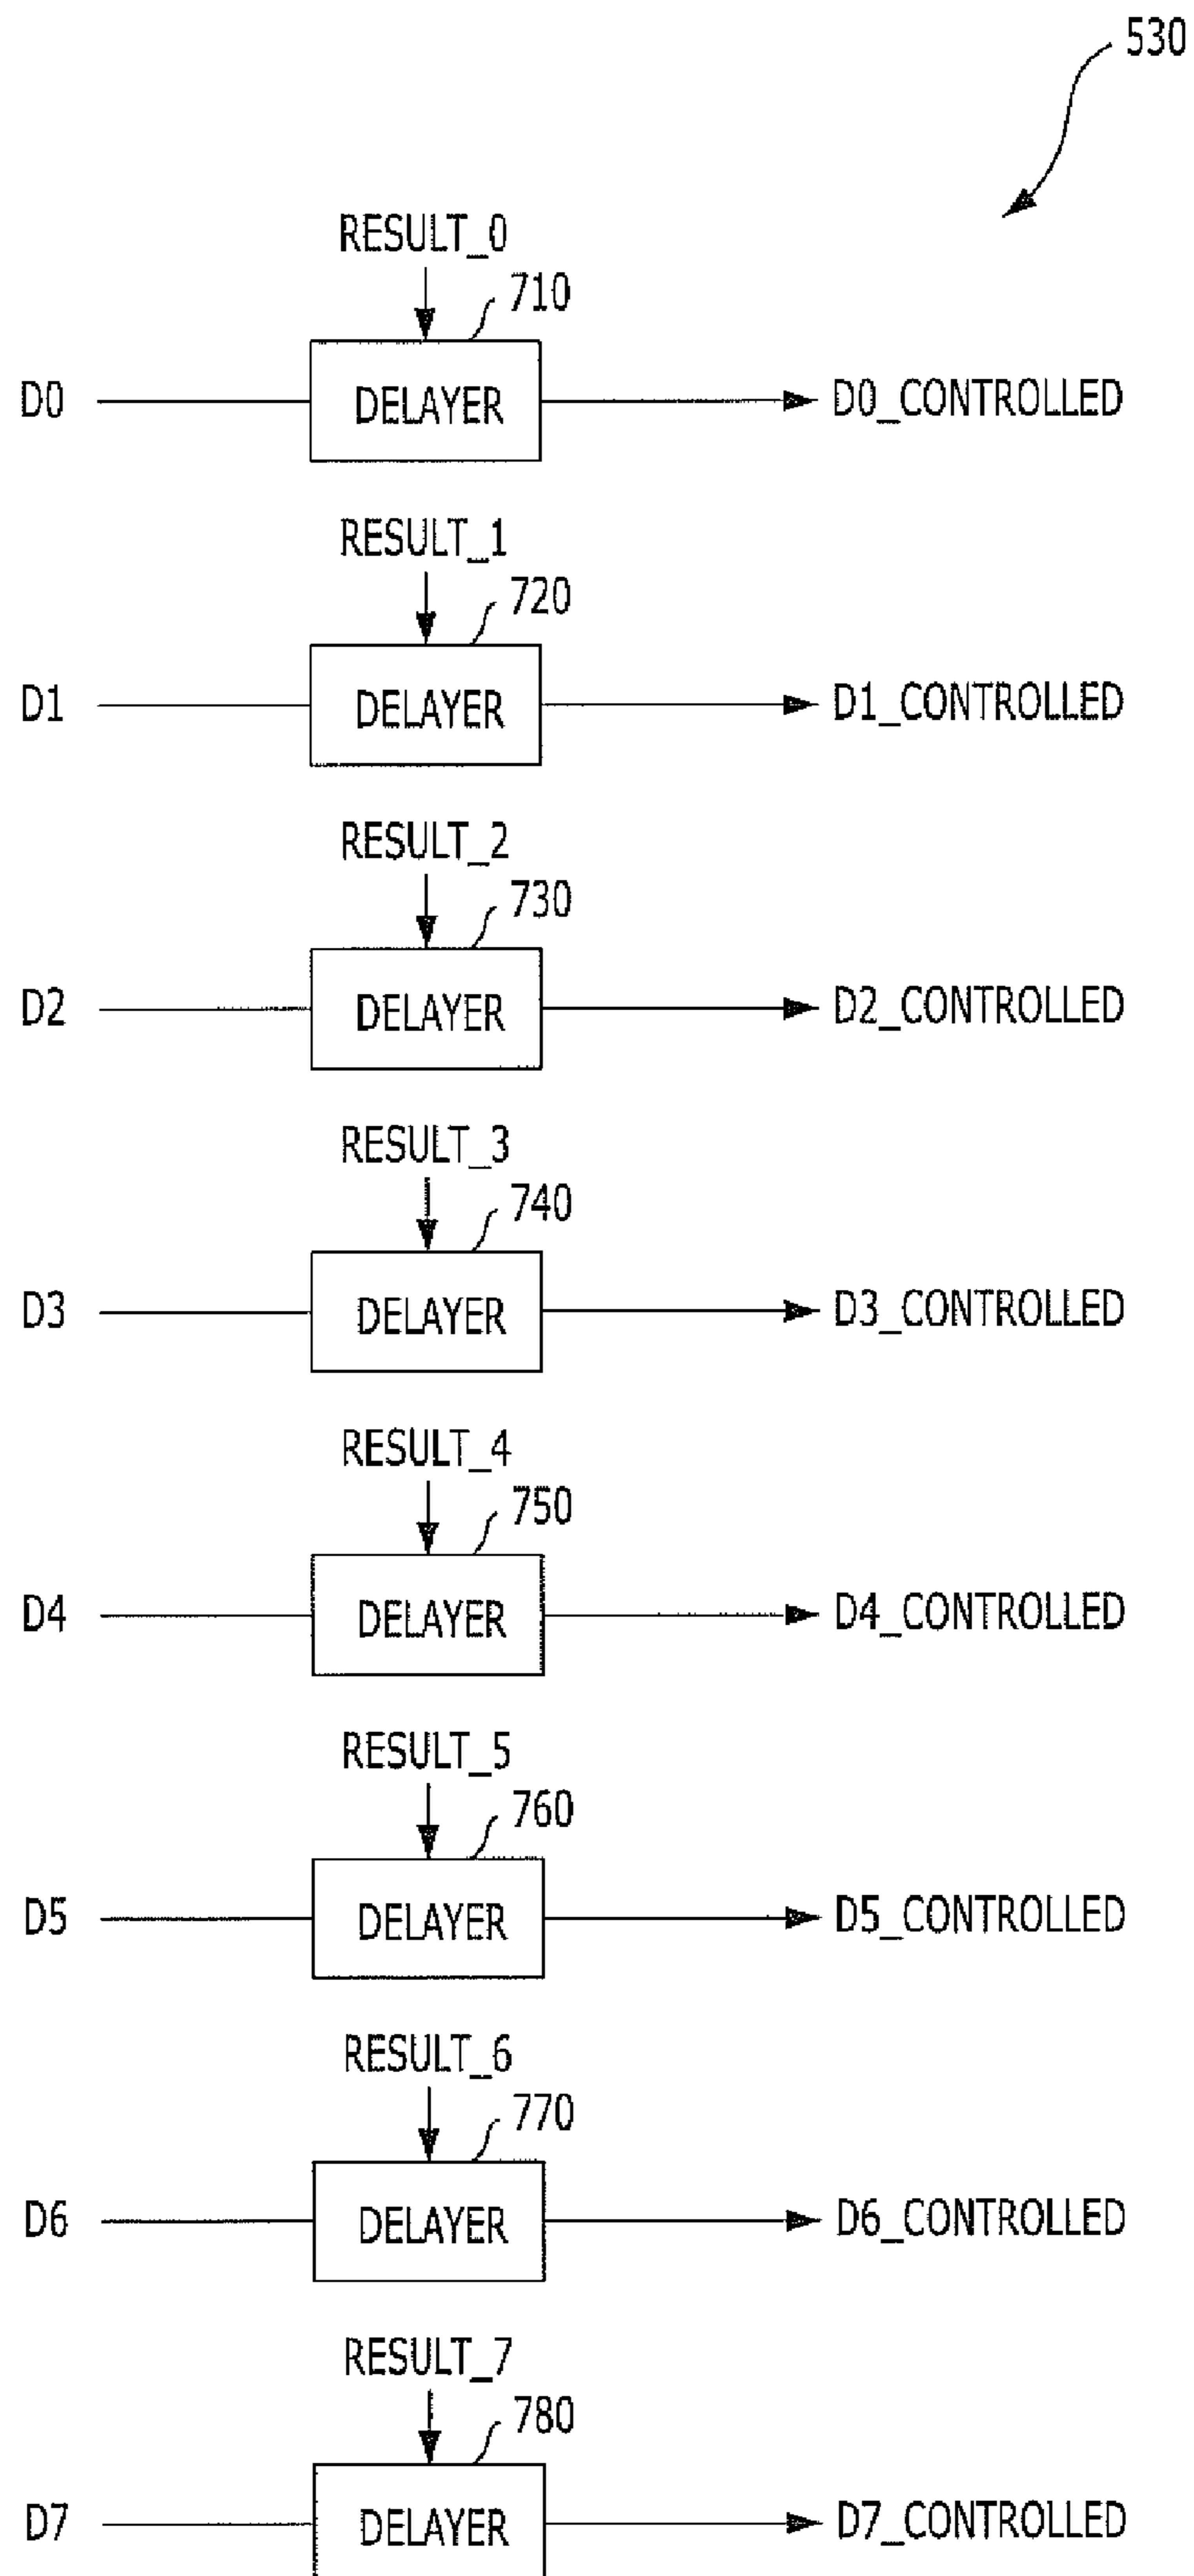 530
RESULT_0
710
D0 DELAYER D0_CONTROLLED
RESULT_1
720
D1 DELAYER D1_CONTROLLED
RESULT_2
730
D2 DELAYER D2_CONTROLLED
RESULT_3
740
D3 DELAYER D3_CONTROLLED
RESULT_4
750
D4 DELAYER D4_CONTROLLED
RESULT_5
760
D5 DELAYER D5_CONTROLLED
RESULT_6
770
D6 DELAYER D6_CONTROLLED
RESULT_7
780
D7 DELAYER D7_CONTROLLED